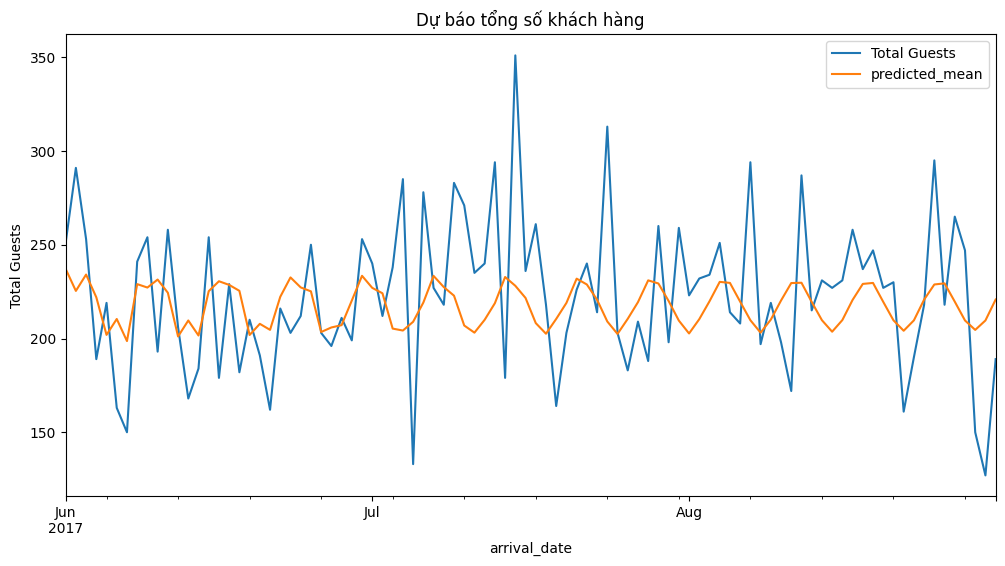 Dự báo tổng số khách hàng
Total Guests
predicted_mean
350
300
250
200
150
Total Guests
Jun
2017
Jul
Aug
arrival_date